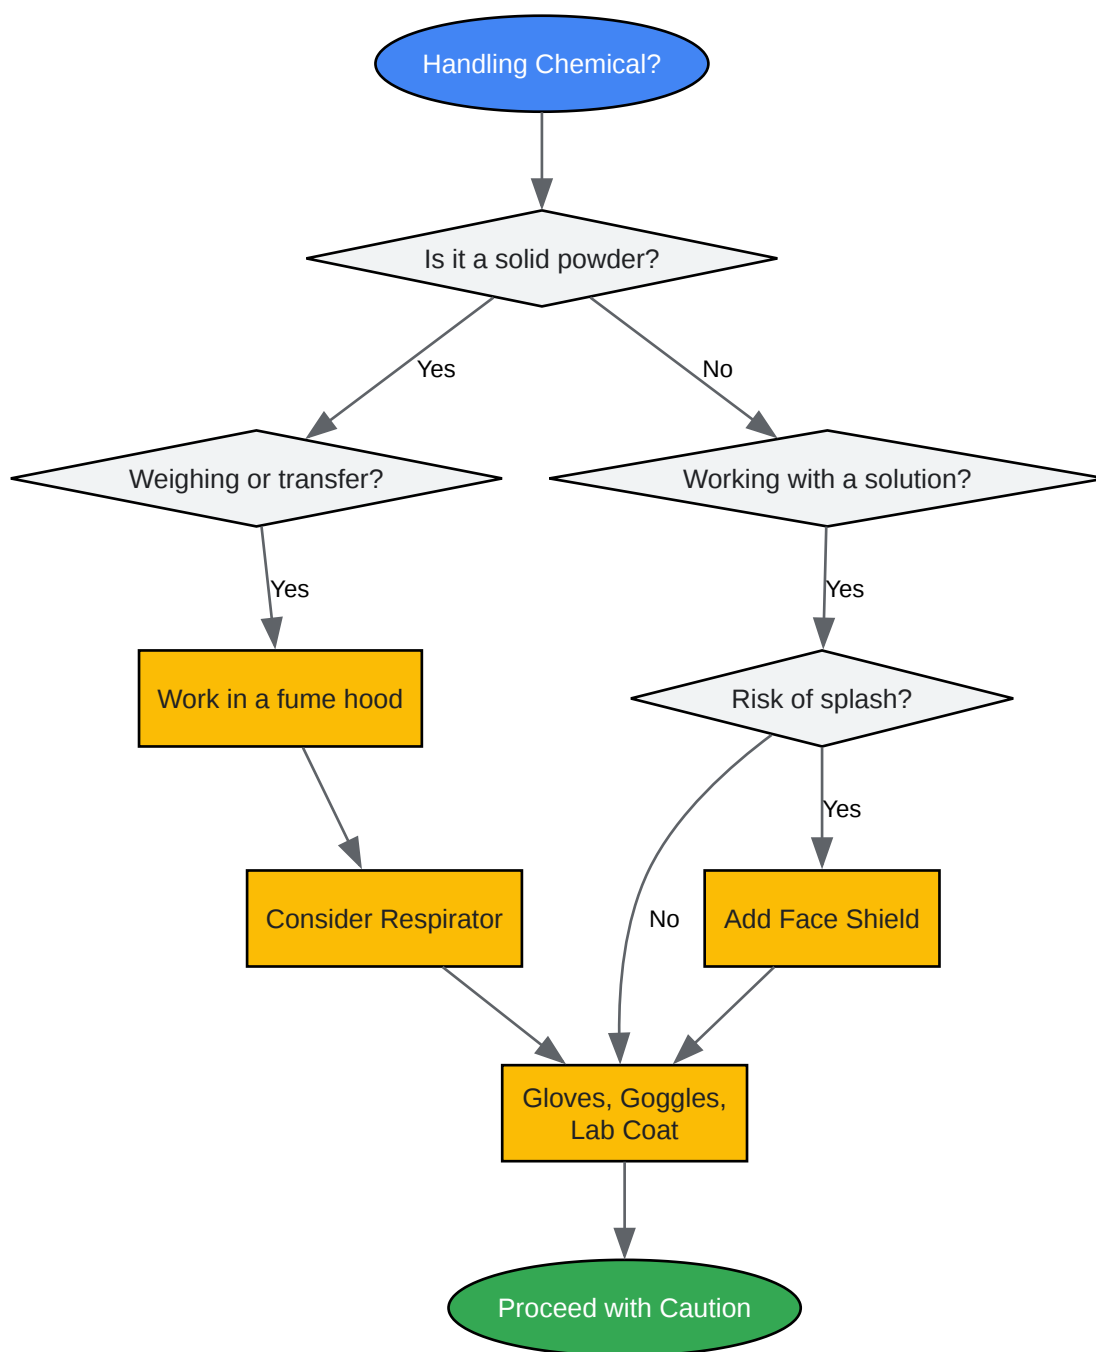 Handling Chemical?
Is it a solid powder?
Yes
No
Weighing or transfer?
Working with a solution?
Yes
Yes
Work in a fume hood
Risk of splash?
Yes
Consider Respirator
No
Add Face Shield
Gloves, Goggles,
Lab Coat
Proceed with Caution